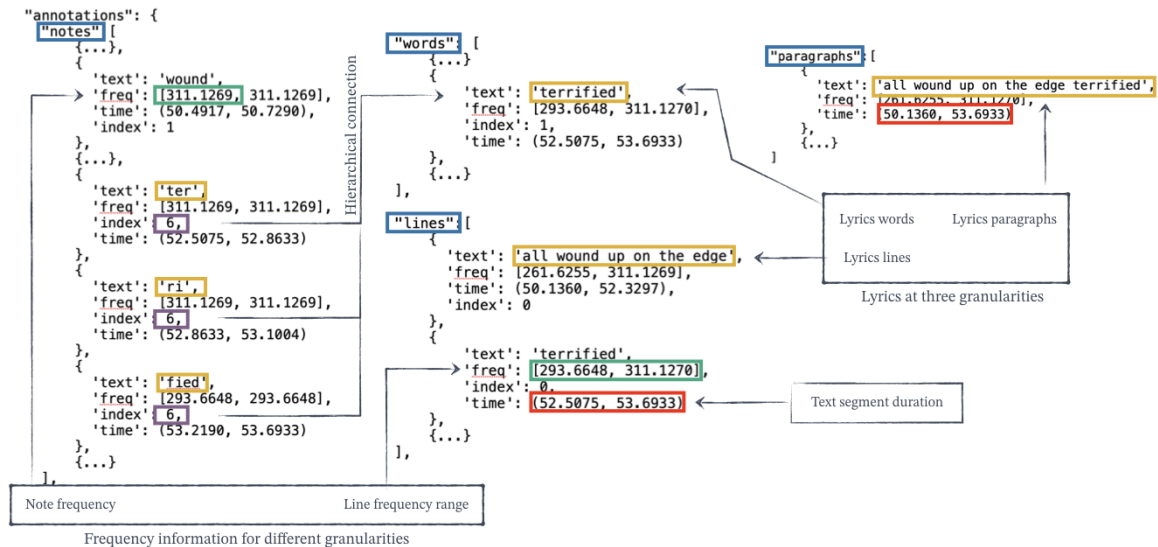 "annotations": {
"notes" [
{...},
{
'text': 'wound',
'freq': [311.1269, 311.1269],
'time': (50.4917, 50.7290),
'index': 1
},
{...},
{
'text': 'ter',
'freq': [311.1269, 311.1269],
'index': 6,
'time': (52.5075, 52.8633)
},
{
'text': 'ri',
'freq': [311.1269, 311.1269],
'index': 6,
'time': (52.8633, 53.1004)
},
{
'text': 'fied',
'freq': [293.6648, 293.6648],
'index': 6,
'time': (53.2190, 53.6933)
},
{...}
],
Hierarchical connection
"words": [
{...}
{
'text': 'terrified',
'freq': [293.6648, 311.1270],
'index': 1,
'time': (52.5075, 53.6933)
},
{...}
],
"lines": [
{
'text': 'all wound up on the edge',
'freq': [261.6255, 311.1269],
'time': (50.1360, 52.3297),
'index': 0
},
{
'text': 'terrified',
'freq': [293.6648, 311.1270],
'index': 0,
'time': (52.5075, 53.6933)
},
{...}
],
"paragraphs": [
{
'text': 'all wound up on the edge terrified',
'freq': [261.6255, 311.1270],
'time': [50.1360, 53.6933)
},
{...}
]
Lyrics words Lyrics paragraphs
Lyrics lines
Lyrics at three granularities
Text segment duration
Note frequency Line frequency range
Frequency information for different granularities